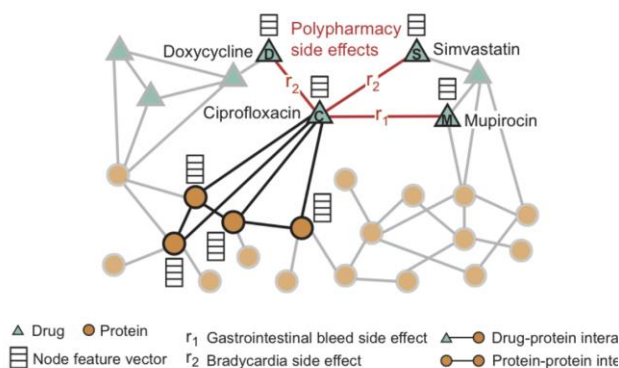 Polypharmacy
side effects
Doxycycline
D
S
Simvastatin
r2
r2
Ciprofloxacin
C
r1
M
Mupirocin
Drug
Protein
r1 Gastrointestinal bleed side effect
Drug-protein intera
Node feature vector
r2 Bradycardia side effect
Protein-protein inte